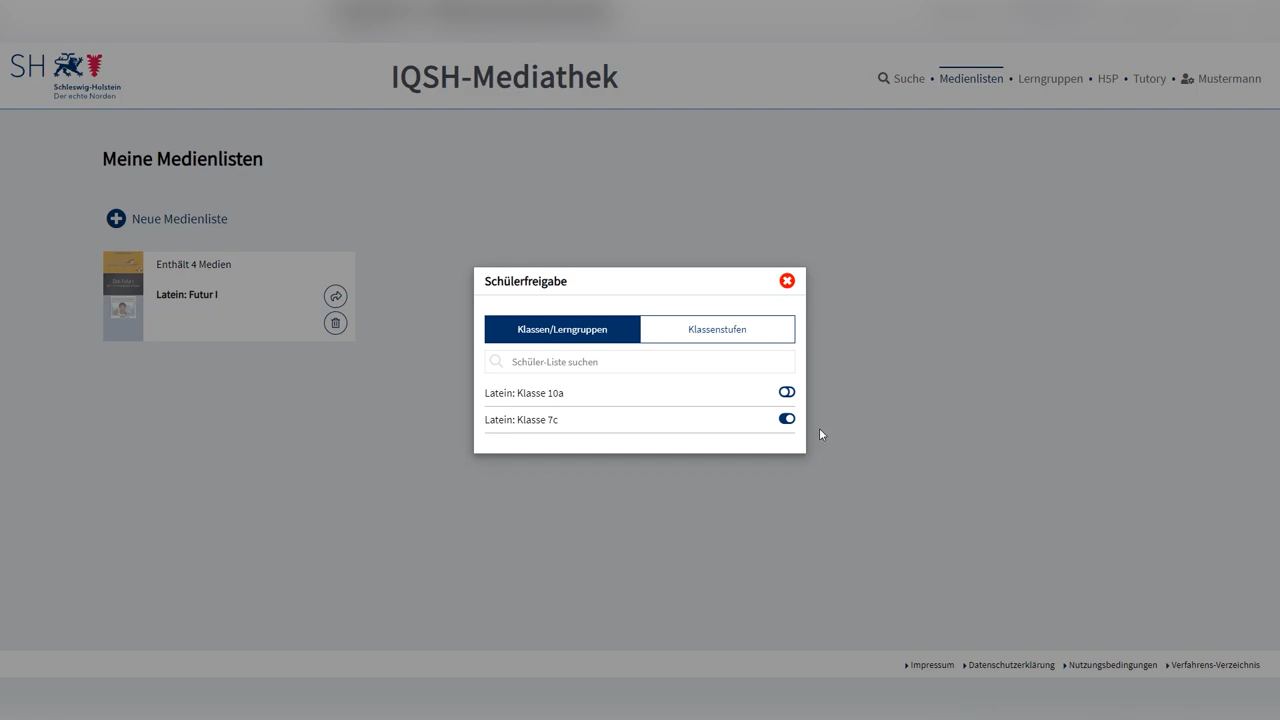 SH
Schleswig-Holstein
Der echte Norden
IQSH-Mediathek
Suche • Medienlisten • Lerngruppen • H5P • Tutory • Mustermann
Meine Medienlisten
Neue Medienliste
Enthält 4 Medien
Latein: Futur I
Schülerfreigabe
Klassen/Lerngruppen
Klassenstufen
Schüler-Liste suchen
Latein: Klasse 10a
Latein: Klasse 7c
Impressum Datenschutzerklärung Nutzungsbedingungen Verfahrens-Verzeichnis